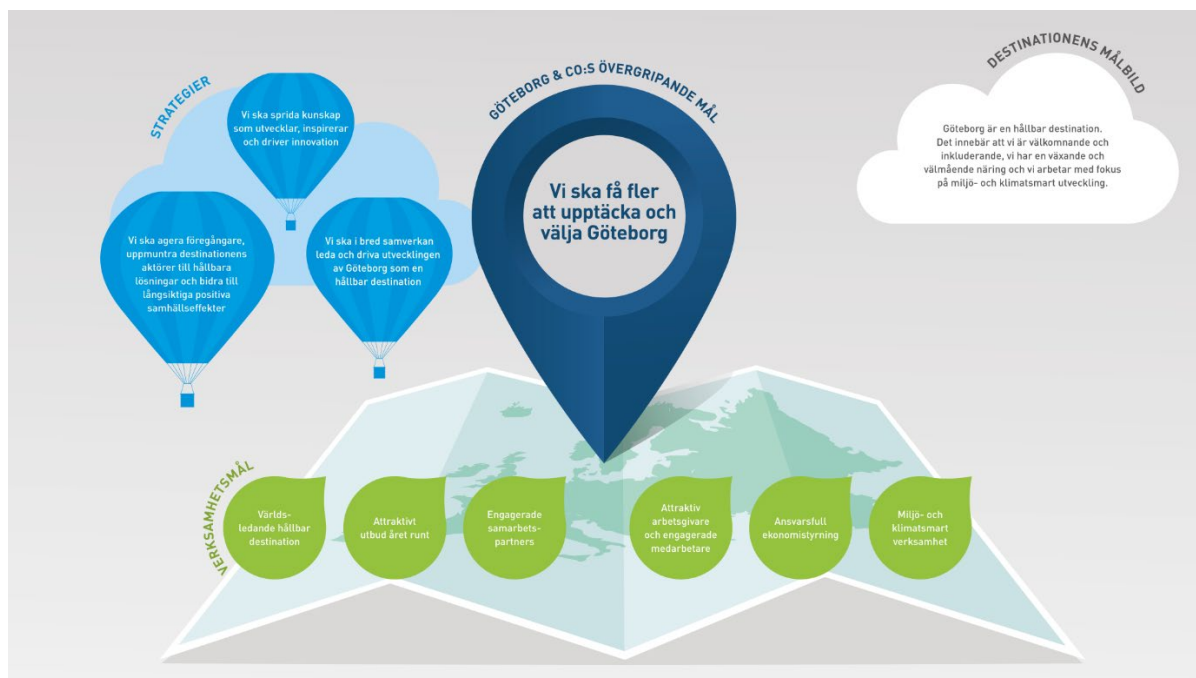 STRATEGIER
Vi ska sprida kunskap
som utvecklar, inspirerar
och driver innovation
Vi ska agera föregångare,
uppmuntra destinationens
aktörer till hållbara
lösningar och bidra till
långsiktiga positiva
samhällseffekter
Vi ska i bred samverkan
leda och driva utvecklingen
av Göteborg som en
hållbar destination
GÖTEBORG & CO:S ÖVERGRIPANDE MÅL
Vi ska få fler
att upptäcka och
välja Göteborg
DESTINATIONENS MÅLBILD
Göteborg är en hållbar destination.
Det innebär att vi är välkomnande och
inkluderande, vi har en växande och
välmående näring och vi arbetar med fokus
på miljö- och klimatsmart utveckling.
VERKSAMHETSMÅL
Världs-
ledande hållbar
destination
Attraktivt
utbud året runt
Engagerade
samarbets-
partners
Attraktiv
arbetsgivare
och engagerade
medarbetare
Ansvarsfull
ekonomistyrning
Miljö- och
klimatsmart
verksamhet